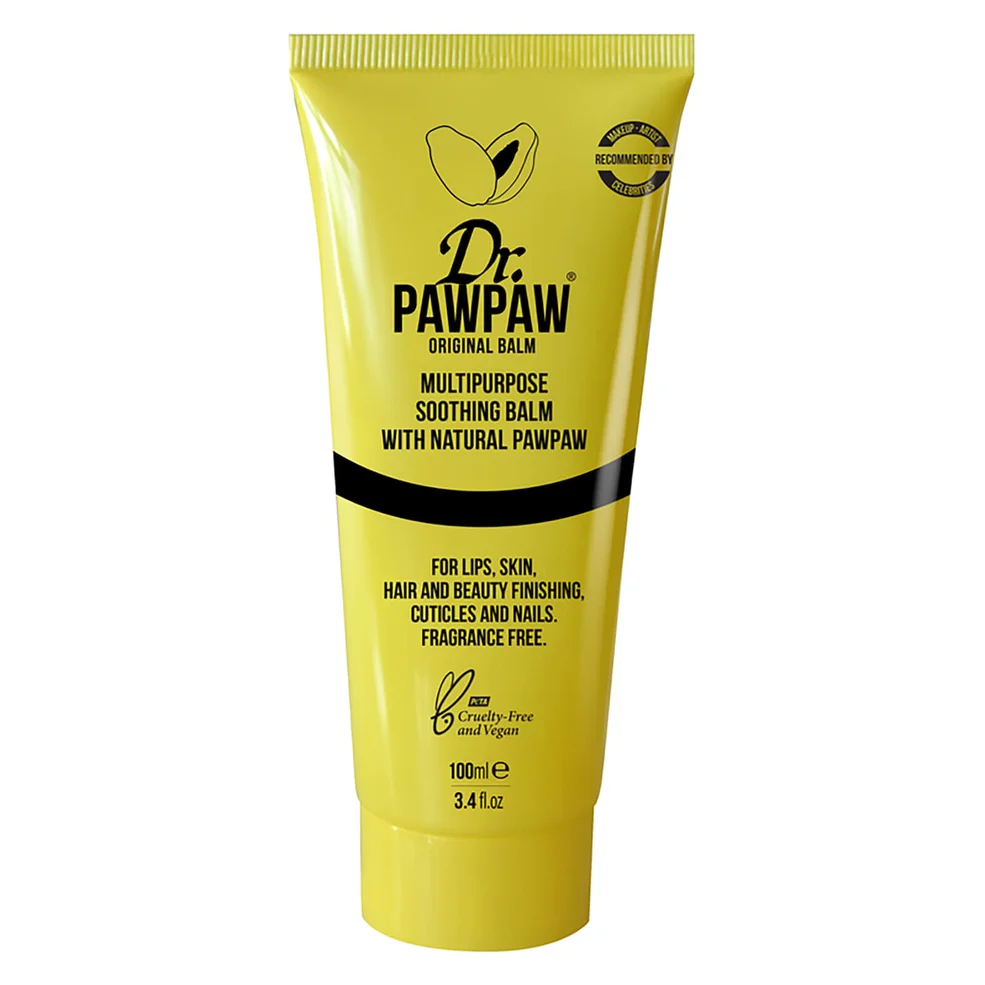 MAKEUP - ARTIST
RECOMMENDED BY
CELEBRITIES
Dr.
PAWPAW®
ORIGINAL BALM
MULTIPURPOSE
SOOTHING BALM
WITH NATURAL PAWPAW
FOR LIPS, SKIN,
HAIR AND BEAUTY FINISHING,
CUTICLES AND NAILS.
FRAGRANCE FREE.
PETA
Cruelty-Free
and Vegan
100ml ℮
3.4 fl.oz